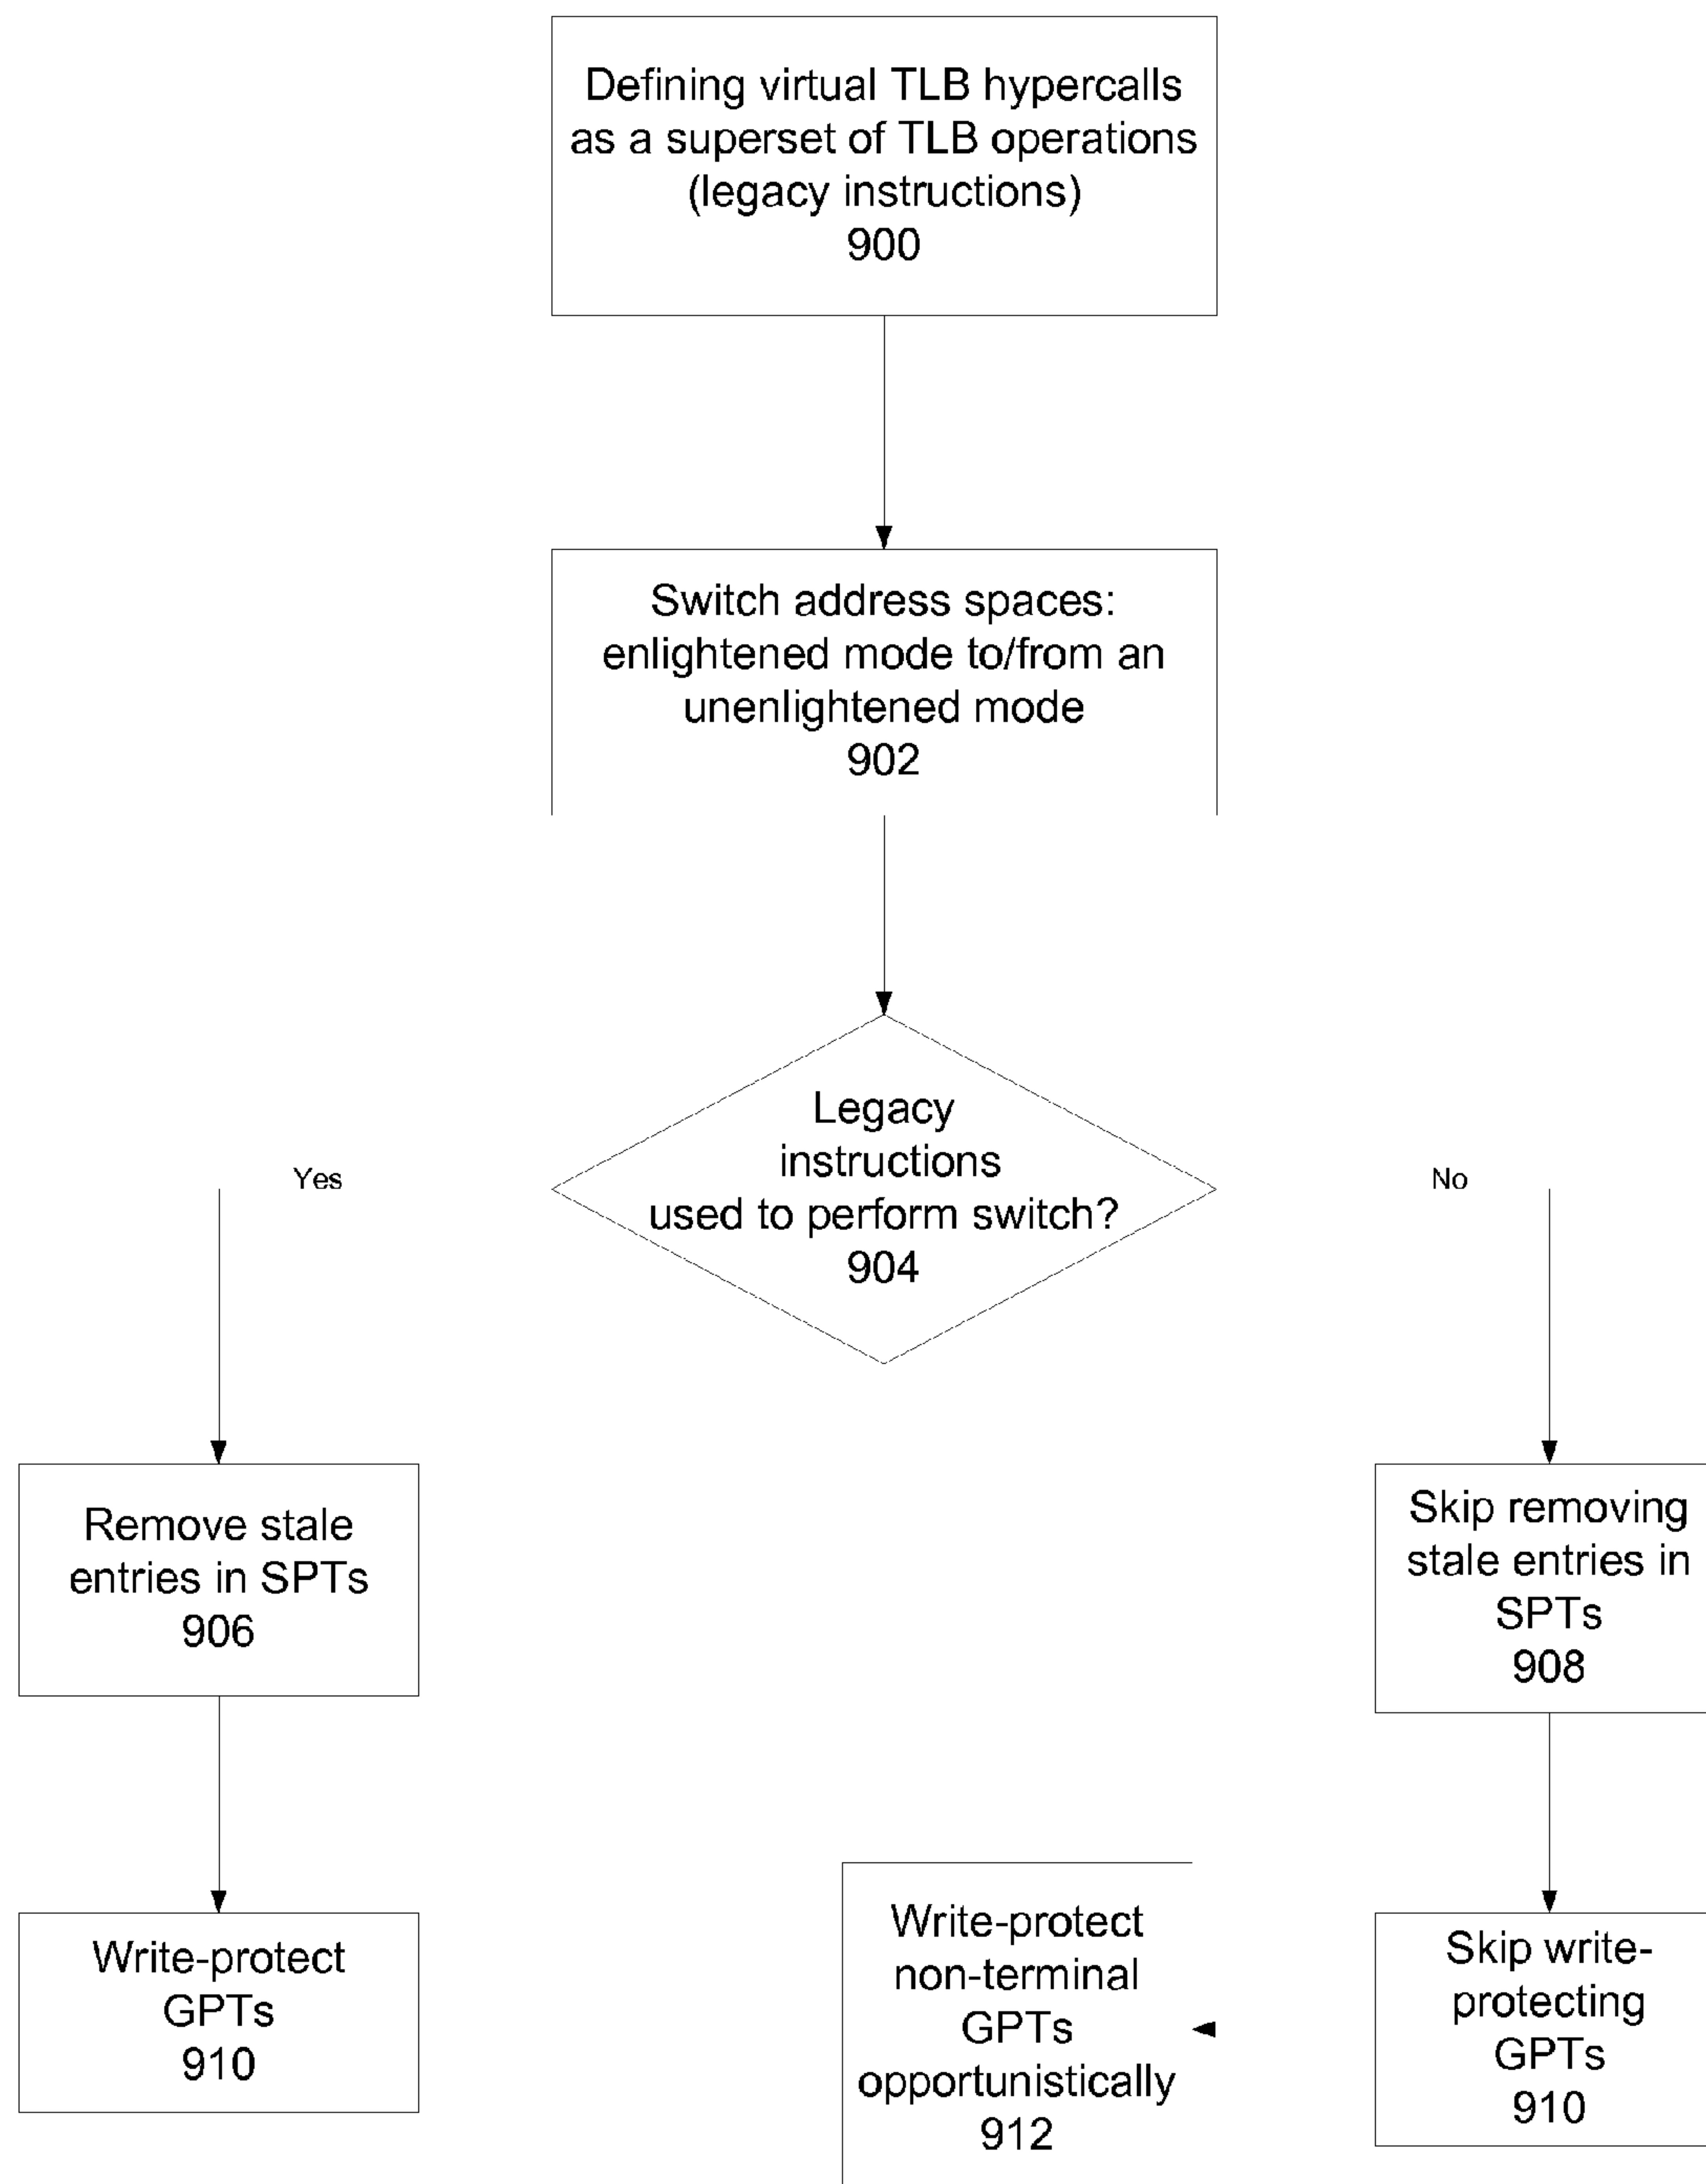 Defining virtual TLB hypercalls
as a superset of TLB operations
(legacy instructions)
900
Switch address spaces:
enlightened mode to/from an
unenlightened mode
902
Legacy
instructions
used to perform switch?
904
Yes
No
Remove stale
entries in SPTs
906
Skip removing
stale entries in
SPTs
908
Write-protect
GPTs
910
Write-protect
non-terminal
GPTs
opportunistically
912
Skip write-
protecting
GPTs
910